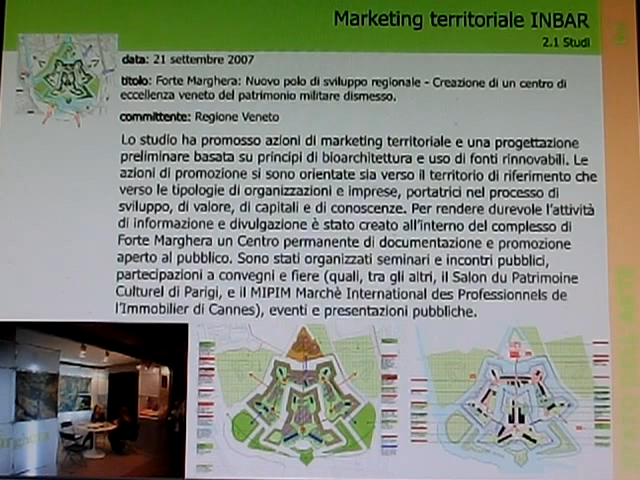 Marketing territoriale INBAR
2.1 Studi
data: 21 settembre 2007
titolo: Forte Marghera: Nuovo polo di sviluppo regionale - Creazione di un centro di
eccellenza veneto del patrimonio militare dismesso.
committente: Regione Veneto
Lo studio ha promosso azioni di marketing territoriale e una progettazione
preliminare basata su principi di bioarchitettura e uso di fonti rinnovabili. Le
azioni di promozione si sono orientate sia verso il territorio di riferimento che
verso le tipologie di organizzazioni e imprese, portatrici nel processo di
sviluppo, di valore, di capitali e di conoscenze. Per rendere durevole l'attività
di informazione e divulgazione è stato creato all'interno del complesso di
Forte Marghera un Centro permanente di documentazione e promozione
aperto al pubblico. Sono stati organizzati seminari e incontri pubblici,
partecipazioni a convegni e fiere (quali, tra gli altri, il Salon du Patrimoine
Culturel di Parigi, e il MIPIM Marchè International des Professionnels de
l'Immobilier di Cannes), eventi e presentazioni pubbliche.